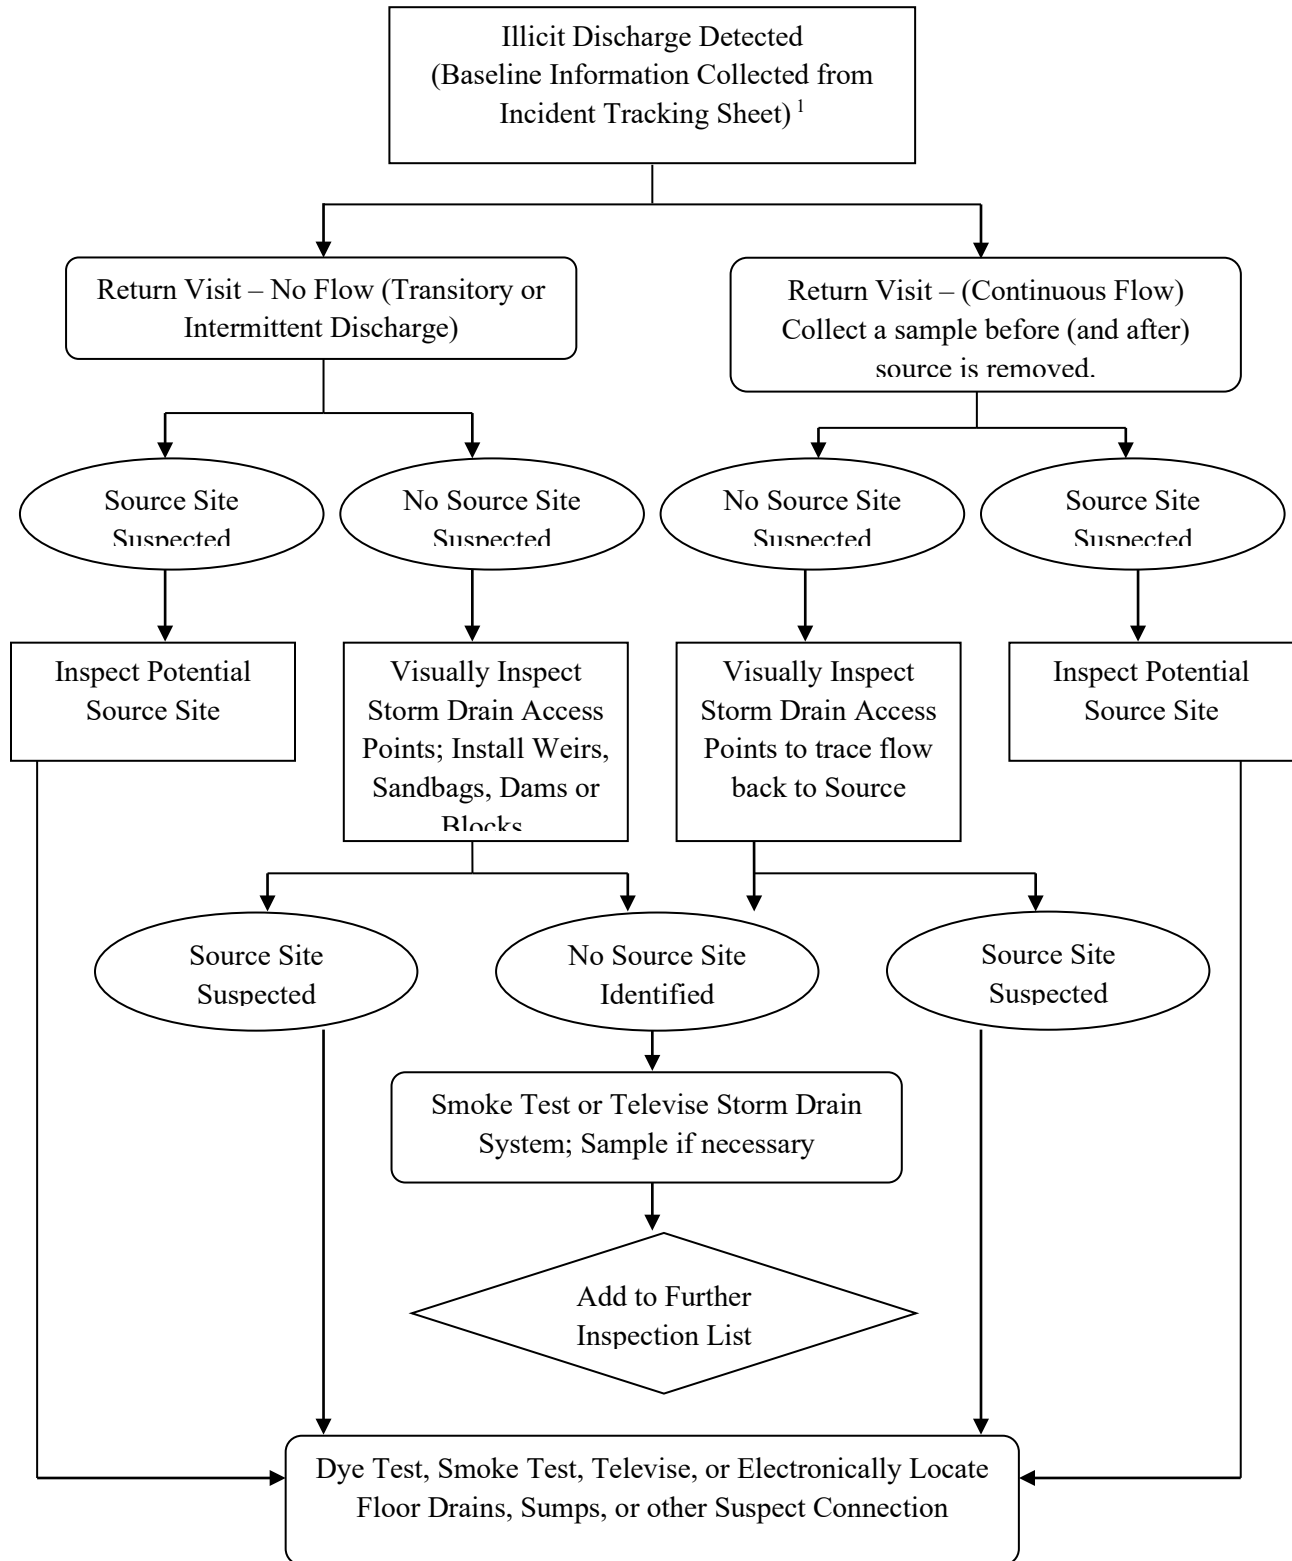 Illicit Discharge Detected
(Baseline Information Collected from
Incident Tracking Sheet) 1
Return Visit – No Flow (Transitory or
Intermittent Discharge)
Return Visit – (Continuous Flow)
Collect a sample before (and after)
source is removed.
Source Site
Suspected
No Source Site
Suspected
No Source Site
Suspected
Source Site
Suspected
Inspect Potential
Source Site
Visually Inspect
Storm Drain Access
Points; Install Weirs,
Sandbags, Dams or
Blocks
Visually Inspect
Storm Drain Access
Points to trace flow
back to Source
Inspect Potential
Source Site
Source Site
Suspected
No Source Site
Identified
Source Site
Suspected
Smoke Test or Televise Storm Drain
System; Sample if necessary
Add to Further
Inspection List
Dye Test, Smoke Test, Televise, or Electronically Locate
Floor Drains, Sumps, or other Suspect Connection